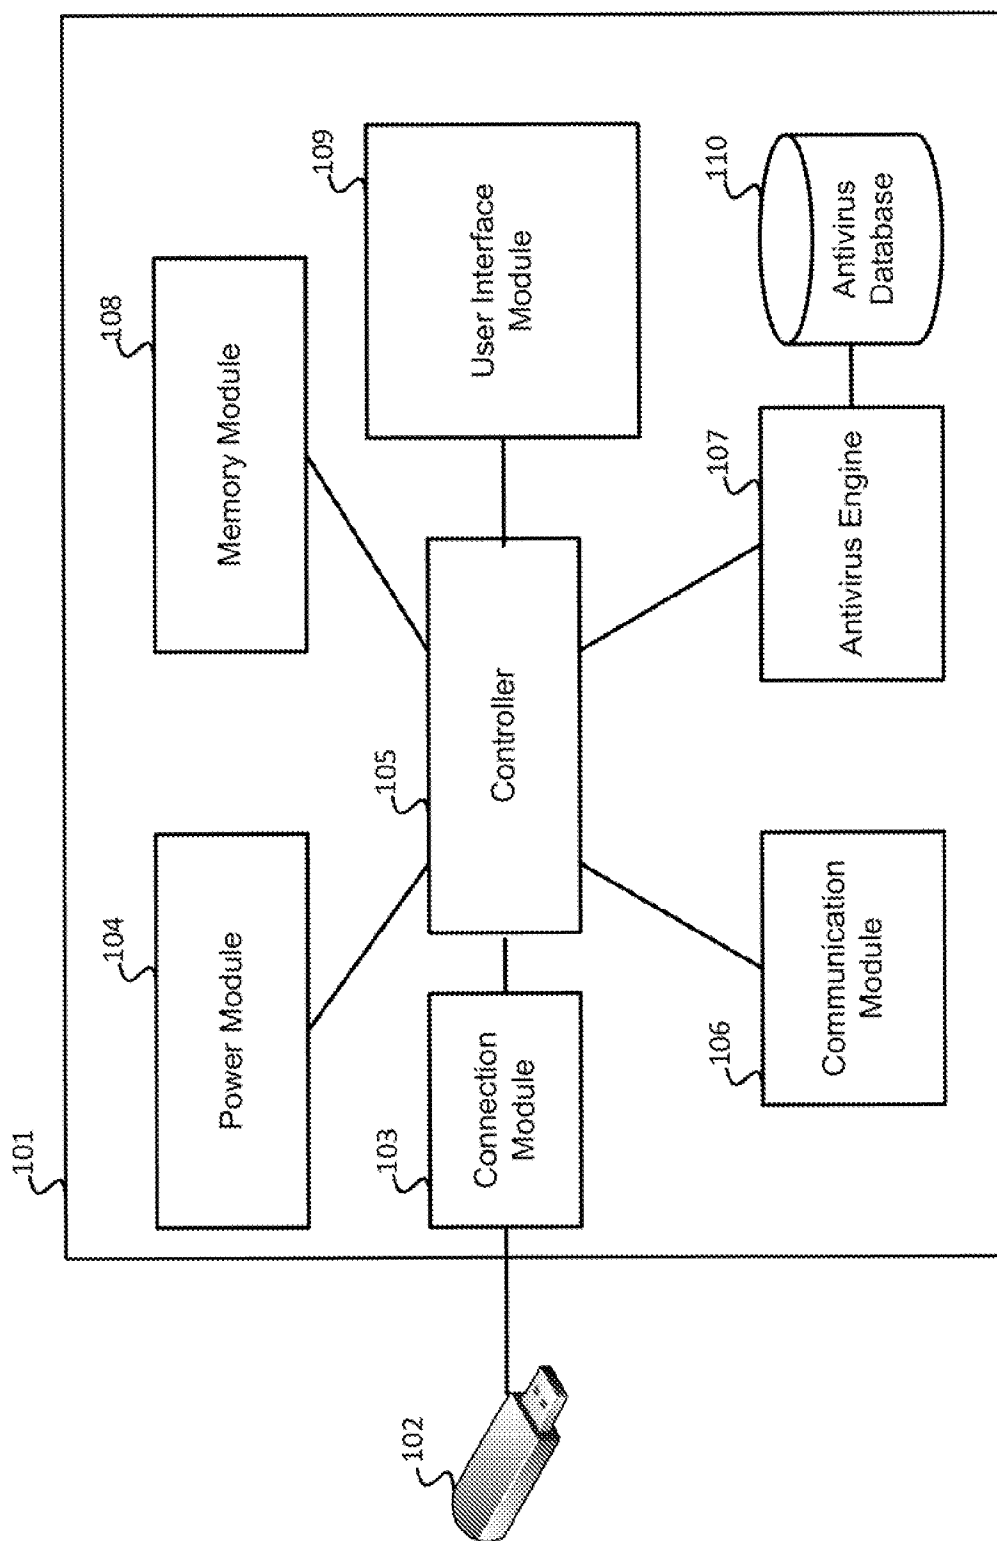 101
104
Power Module
108
Memory Module
102
103
Connection
Module
105
Controller
109
User Interface
Module
106
Communication
Module
107
Antivirus Engine
110
Antivirus
Database